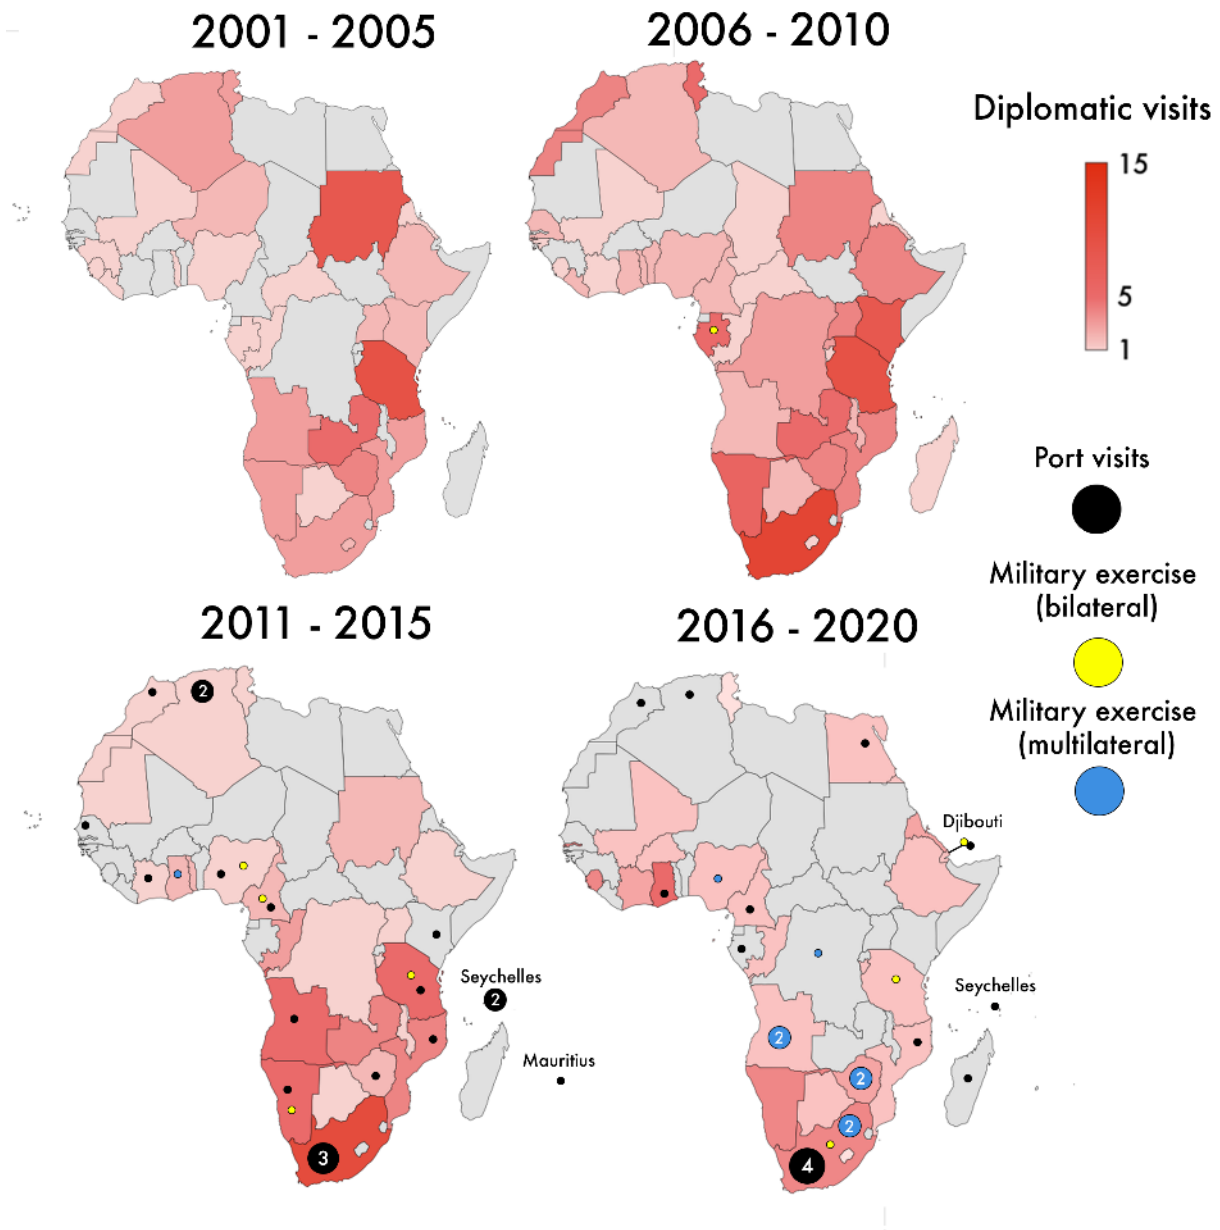 2001 - 2005
2006 - 2010
Diplomatic visits
15
5
1
Port visits
Military exercise
(bilateral)
Military exercise
(multilateral)
2011 - 2015
2
Seychelles
2
Mauritius
3
2016 - 2020
Djibouti
Seychelles
2
2
2
4